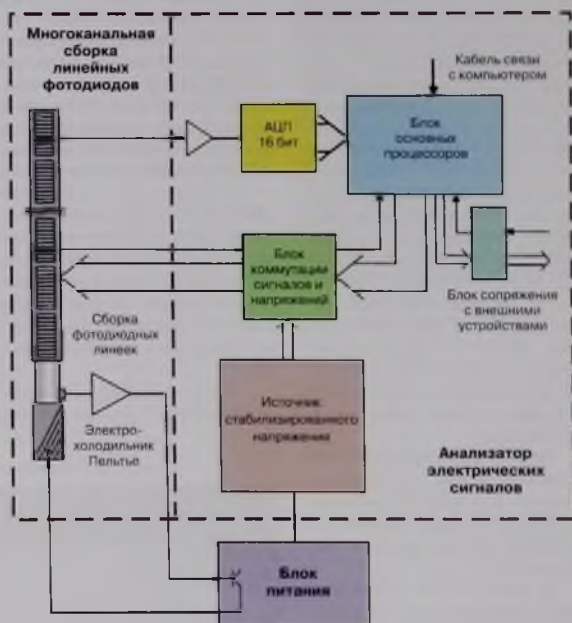 Многоканальная
сборка
линейных
фотодиодов
Кабель связи
с компьютером
АЦП
16 бит
Блок
основных
процессоров
Блок
коммутации
сигналов и
напряжений
Блок сопряжения
с внешними
устройствами
Сборка
фотодиодных
линеек
Источник
стабилизированного
напряжения
Электро-
холодильник
Пельтье
Анализатор
электрических
сигналов
Блок
питания